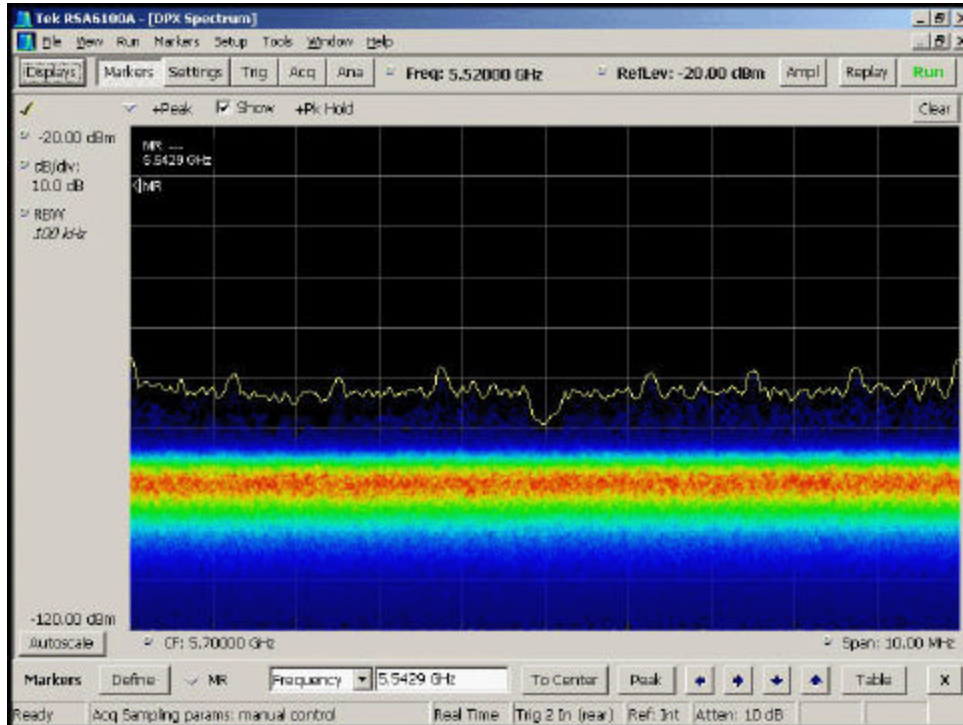 Tek RSA6100A - [DPX Spectrum]
File View Run Markers Setup Tools Window Help
Displays Markers Settings Trig Acq Ana Freq: 5.52000 GHz RefLev: -20.00 dBm Ampl Replay Run
+Peak Show +Pk Hold Clear
-20.00 dBm
MR: ---
5.5429 GHz
dB/div:
10.0 dB
MR
RBW
100 kHz
-120.00 dBm
Autoscale CF: 5.70000 GHz Span: 10.00 MHz
Markers Define MR Frequency 5.5429 GHz To Center Peak Table X
Ready Acq Sampling params: manual control Real Time Trig 2 In (rear) Ref: Int Atten: 10 dB